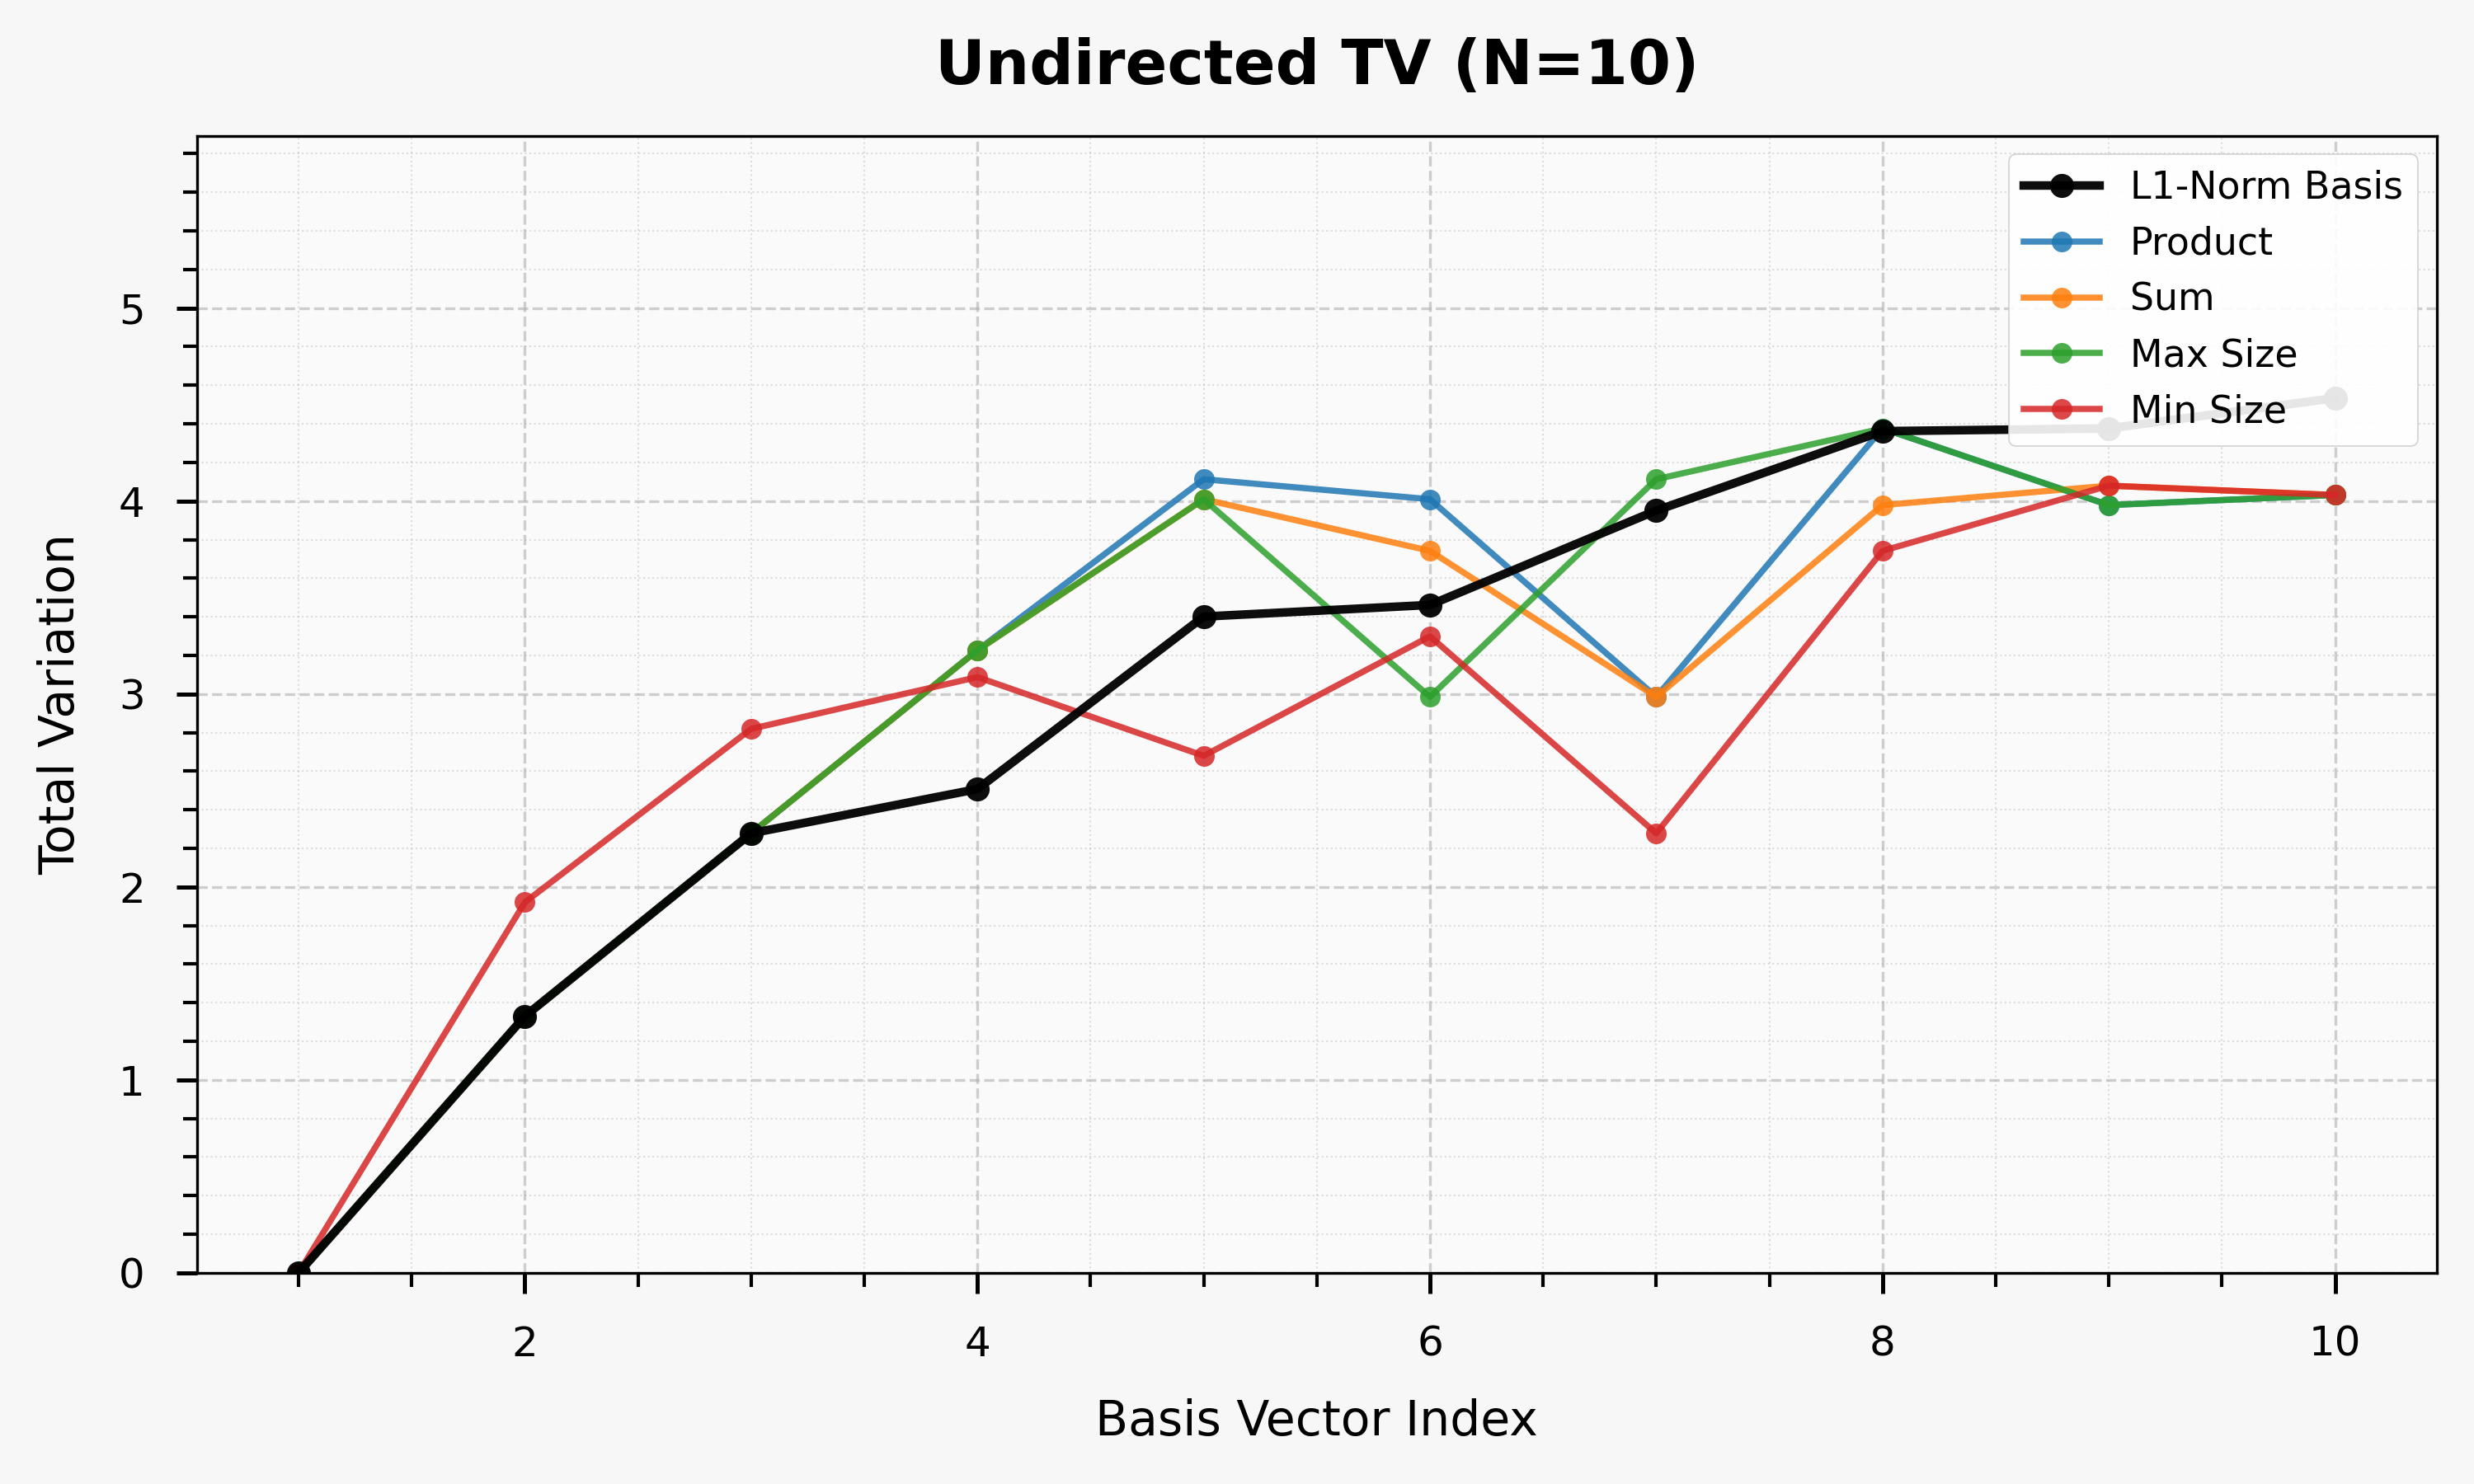 Undirected TV (N=10)
L1-Norm Basis
Product
Sum
Max Size
Min Size
Total Variation
5
4
3
2
1
0
2 4 6 8 10
Basis Vector Index